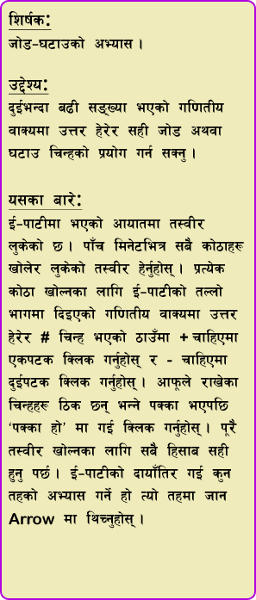 शिर्षक:
जोड-घटाउको अभ्यास ।
उद्देश्य:
दुईभन्दा बढी सङ्ख्या भएको गणितीय
वाक्यमा उत्तर हेरेर सही जोड अथवा
घटाउ चिन्हको प्रयोग गर्न सक्नु ।
यसका बारे:
ई-पाटीमा भएको आयातमा तस्वीर
लुकेको छ । पाँच मिनेटभित्र सबै कोठाहरू
खोलेर लुकेको तस्वीर हेर्नुहोस् । प्रत्येक
कोठा खोल्नका लागि ई-पाटीको तल्लो
भागमा दिइएको गणितीय वाक्यमा उत्तर
हेरेर # चिन्ह भएको ठाउँमा + चाहिएमा
एकपटक क्लिक गर्नुहोस् र - चाहिएमा
दुईपटक क्लिक गर्नुहोस् । आफूले राखेका
चिन्हहरू ठिक छन् भन्ने पक्का भएपछि
‘पक्का हो’ मा गई क्लिक गर्नुहोस् । पूरै
तस्वीर खोल्नका लागि सबै हिसाब सही
हुनु पर्छ । ई-पाटीको दायाँतिर गई कुन
तहको अभ्यास गर्ने हो त्यो तहमा जान
Arrow मा थिच्नुहोस् ।